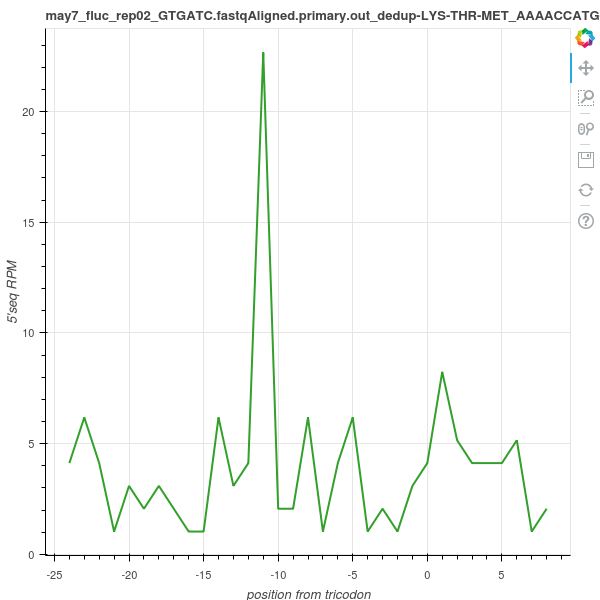 may7_fluc_rep02_GTGATC.fastqAligned.primary.out_dedup-LYS-THR-MET_AAAACCATG
20
15
10
5
0
5'seq RPM
-25 -20 -15 -10 -5 0 5
position from tricodon